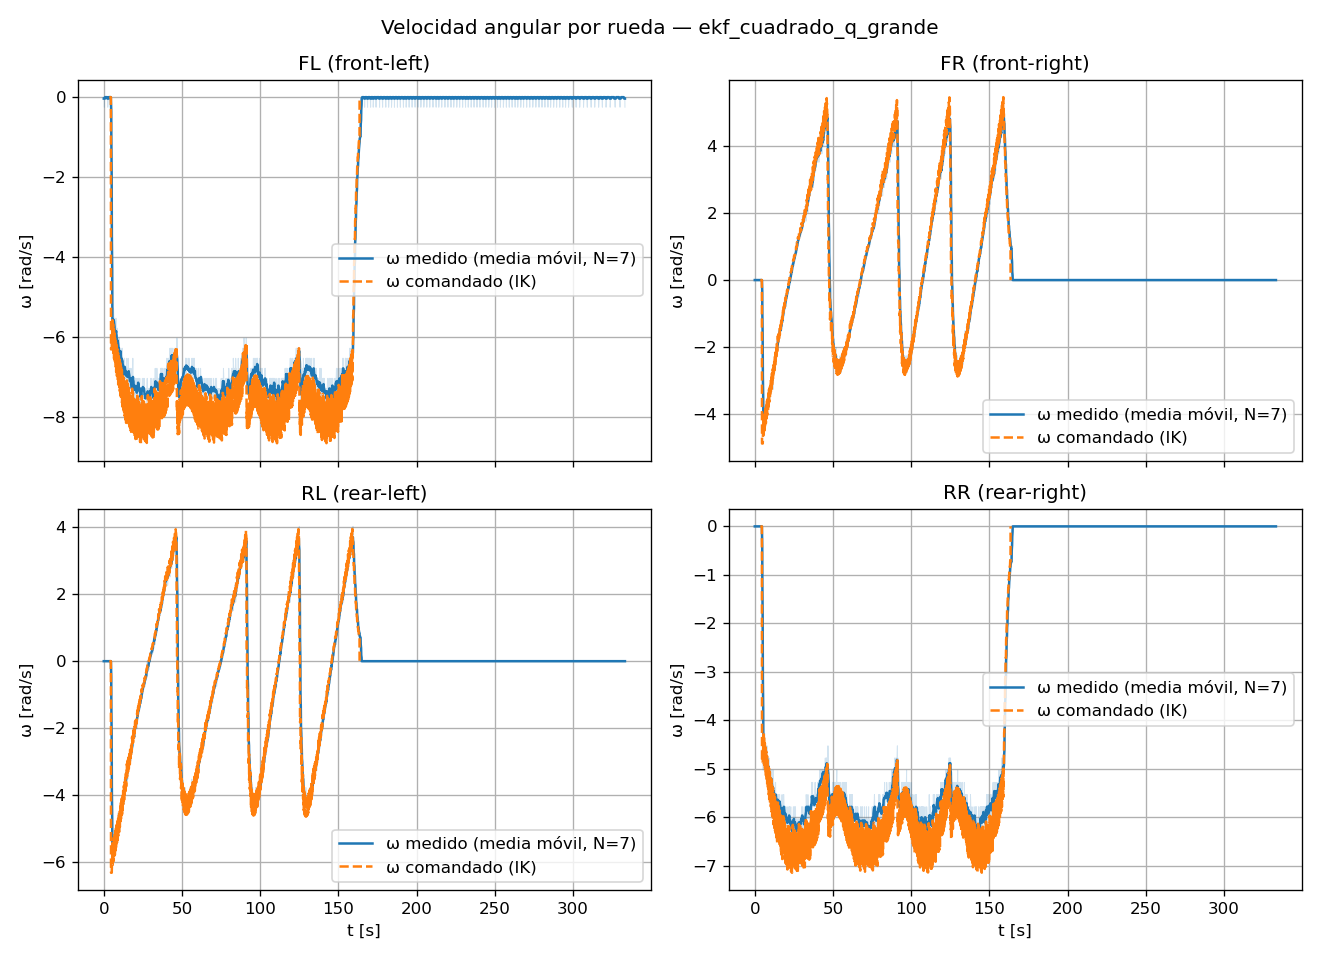 Velocidad angular por rueda — ekf_cuadrado_q_grande
FL (front-left)
ω [rad/s]
0
−2
−4
−6
−8
ω medido (media móvil, N=7)
ω comandado (IK)
FR (front-right)
ω [rad/s]
4
2
0
−2
−4
ω medido (media móvil, N=7)
ω comandado (IK)
RL (rear-left)
ω [rad/s]
4
2
0
−2
−4
−6
ω medido (media móvil, N=7)
ω comandado (IK)
0 50 100 150 200 250 300
t [s]
RR (rear-right)
ω [rad/s]
0
−1
−2
−3
−4
−5
−6
−7
ω medido (media móvil, N=7)
ω comandado (IK)
0 50 100 150 200 250 300
t [s]